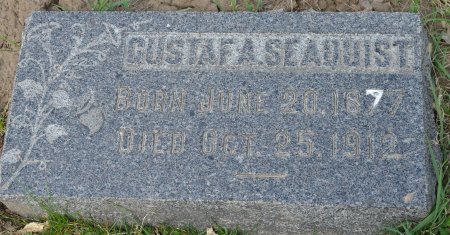 GUSTAF A SEAQUIST
BORN JUNE 20, 1877
DIED OCT. 25, 1912